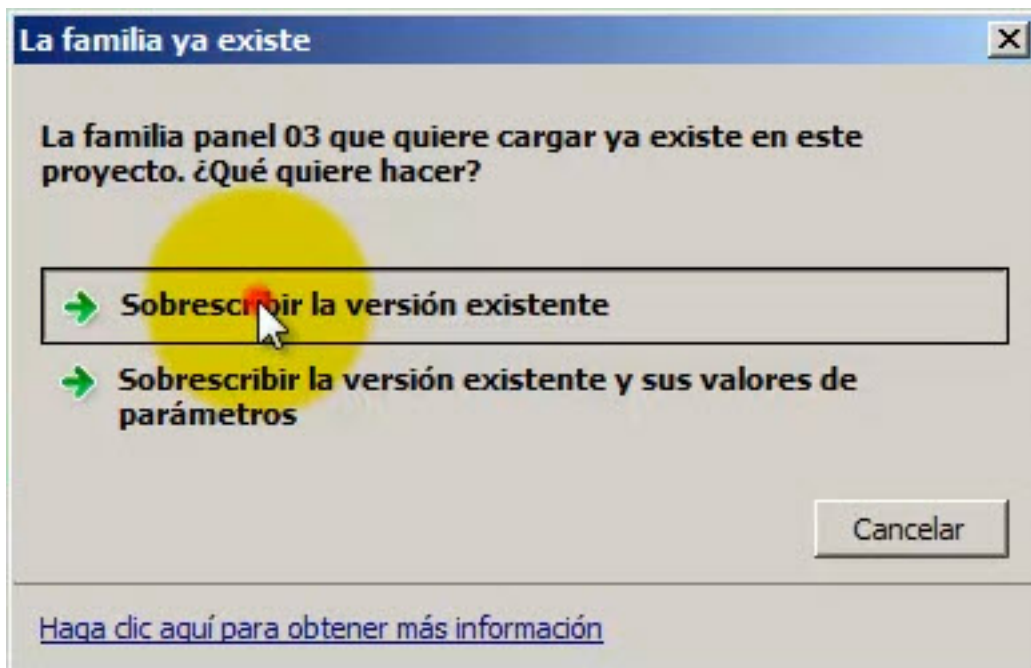 La familia ya existe
La familia panel 03 que quiere cargar ya existe en este
proyecto. ¿Qué quiere hacer?
Sobrescribir la versión existente
Sobrescribir la versión existente y sus valores de
parámetros
Cancelar
Haga clic aquí para obtener más información